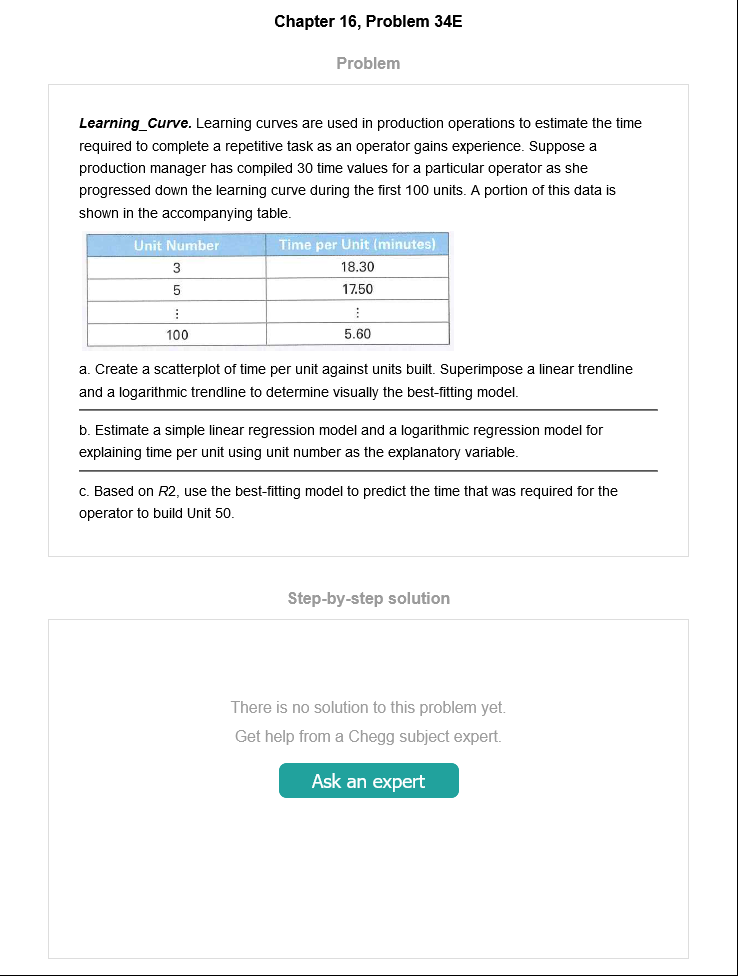 Chapter 16, Problem 34E
Problem
Learning_Curve. Learning curves are used in production operations to estimate the time
required to complete a repetitive task as an operator gains experience. Suppose a
production manager has compiled 30 time values for a particular operator as she
progressed down the learning curve during the first 100 units. A portion of this data is
shown in the accompanying table.
Unit Number Time per Unit (minutes)
3 18.30
5 17.50
⋮ ⋮
100 5.60
a. Create a scatterplot of time per unit against units built. Superimpose a linear trendline
and a logarithmic trendline to determine visually the best-fitting model.
b. Estimate a simple linear regression model and a logarithmic regression model for
explaining time per unit using unit number as the explanatory variable.
c. Based on R2, use the best-fitting model to predict the time that was required for the
operator to build Unit 50.
Step-by-step solution
There is no solution to this problem yet.
Get help from a Chegg subject expert.
Ask an expert